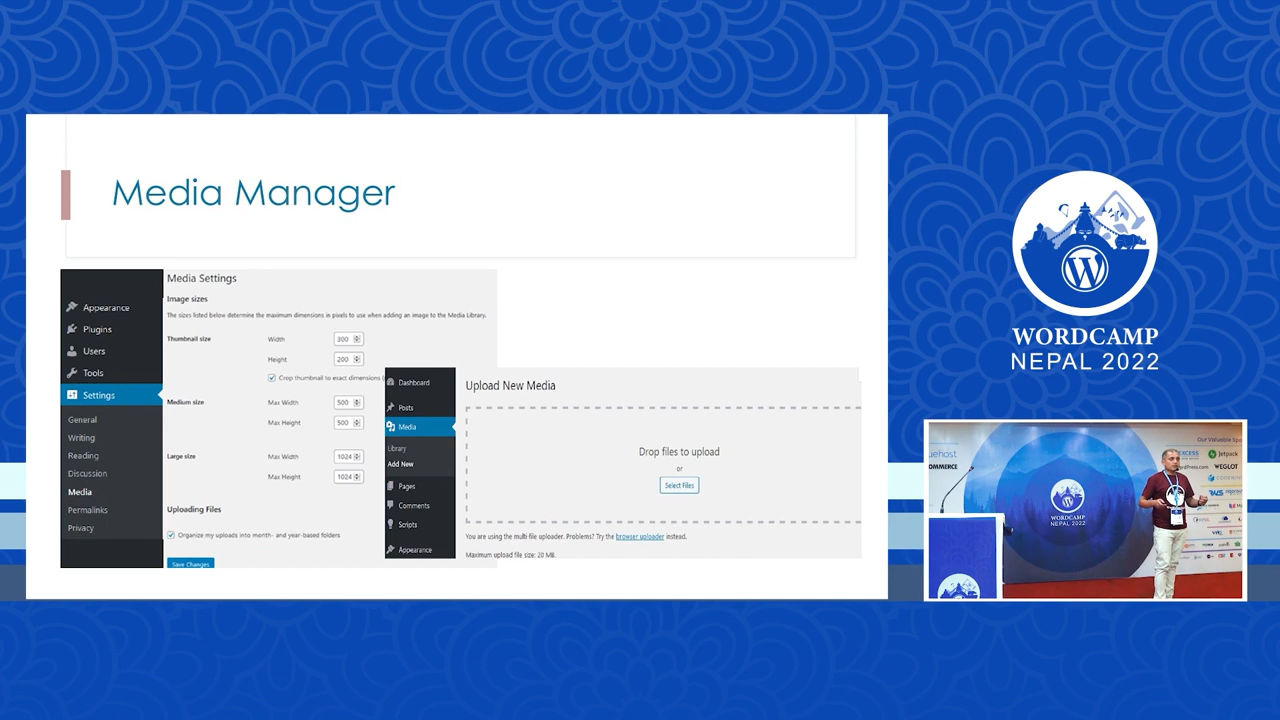 Media Manager
Media Settings
Image sizes
The sizes listed below determine the maximum dimensions in pixels to use when adding an image to the Media Library.
Thumbnail size
Width 300
Height 200
Crop thumbnail to exact dimensions
Medium size
Max Width 500
Max Height 500
Large size
Max Width 1024
Max Height 1024
Uploading Files
Organize my uploads into month- and year-based folders
Save Changes
Appearance
Plugins
Users
Tools
Settings
General
Writing
Reading
Discussion
Media
Permalinks
Privacy
Dashboard
Posts
Media
Library
Add New
Pages
Comments
Scripts
Appearance
Upload New Media
Drop files to upload
or
Select Files
You are using the multi-file uploader. Problems? Try the browser uploader instead.
Maximum upload file size: 20 MB.
WORDCAMP
NEPAL 2022
Our Valuable
Jetpack
WEGLOT
WORDCAMP
NEPAL 2022